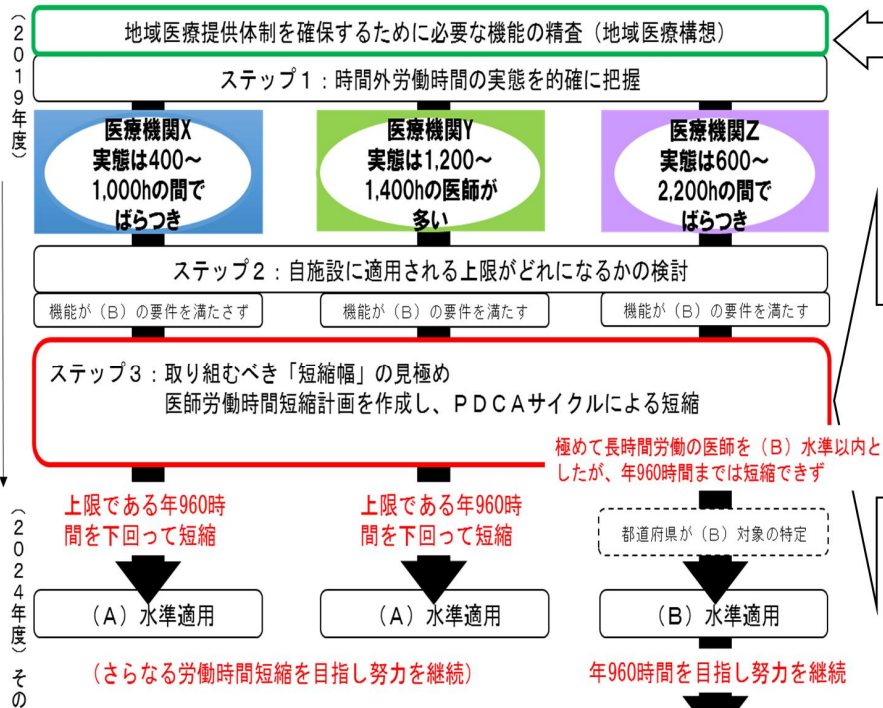 （2019年度）
地域医療提供体制を確保するために必要な機能の精査（地域医療構想）
ステップ１：時間外労働時間の実態を的確に把握
医療機関X
実態は400～
1,000hの間で
ばらつき
医療機関Y
実態は1,200～
1,400hの医師が
多い
医療機関Z
実態は600～
2,200hの間で
ばらつき
ステップ２：自施設に適用される上限がどれになるかの検討
機能が（B）の要件を満たさず
機能が（B）の要件を満たす
機能が（B）の要件を満たす
ステップ３：取り組むべき「短縮幅」の見極め
医師労働時間短縮計画を作成し、ＰＤＣＡサイクルによる短縮
極めて長時間労働の医師を（B）水準以内と
したが、年960時間までは短縮できず
上限である年960時
間を下回って短縮
上限である年960時
間を下回って短縮
都道府県が（B）対象の特定
（2024年度）その
（A）水準適用
（A）水準適用
（B）水準適用
（さらなる労働時間短縮を目指し努力を継続）
年960時間を目指し努力を継続